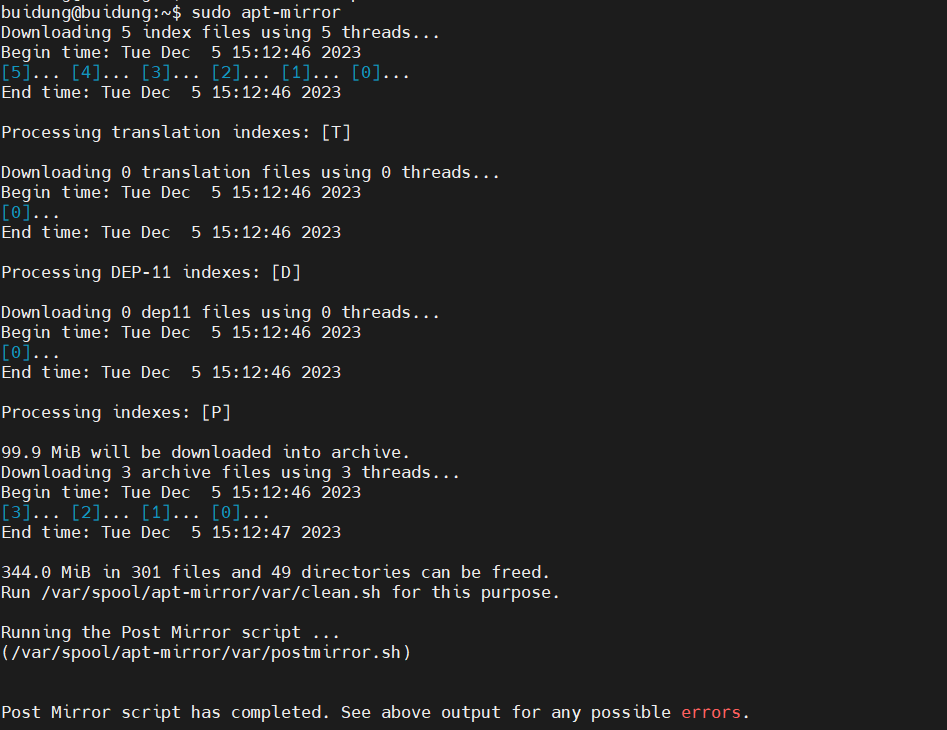 buidung@buidung:~$ sudo apt-mirror
Downloading 5 index files using 5 threads...
Begin time: Tue Dec  5 15:12:46 2023
[5]... [4]... [3]... [2]... [1]... [0]...
End time: Tue Dec  5 15:12:46 2023

Processing translation indexes: [T]

Downloading 0 translation files using 0 threads...
Begin time: Tue Dec  5 15:12:46 2023
[0]...
End time: Tue Dec  5 15:12:46 2023

Processing DEP-11 indexes: [D]

Downloading 0 dep11 files using 0 threads...
Begin time: Tue Dec  5 15:12:46 2023
[0]...
End time: Tue Dec  5 15:12:46 2023

Processing indexes: [P]

99.9 MiB will be downloaded into archive.
Downloading 3 archive files using 3 threads...
Begin time: Tue Dec  5 15:12:46 2023
[3]... [2]... [1]... [0]...
End time: Tue Dec  5 15:12:47 2023

344.0 MiB in 301 files and 49 directories can be freed.
Run /var/spool/apt-mirror/var/clean.sh for this purpose.

Running the Post Mirror script ...
(/var/spool/apt-mirror/var/postmirror.sh)

Post Mirror script has completed. See above output for any possible errors.